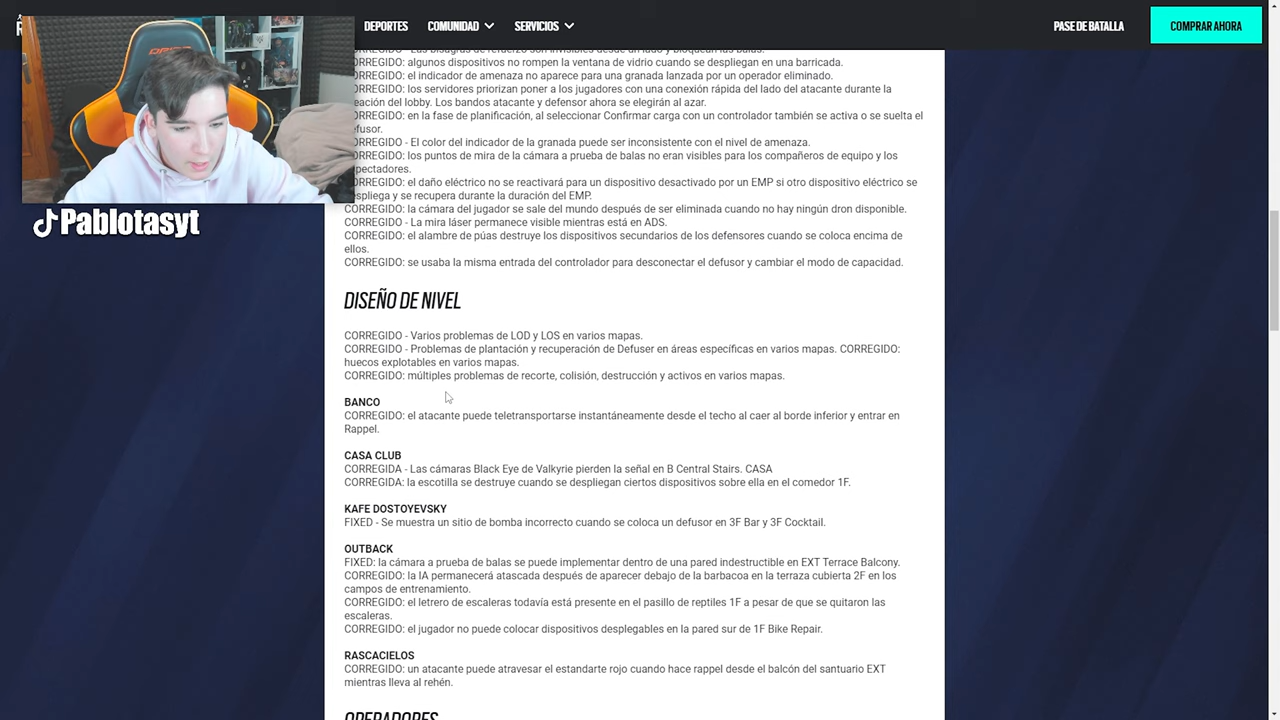 DEPORTES COMUNIDAD SERVICIOS PASE DE BATALLA COMPRAR AHORA
Pablotasyt
CORREGIDO - Las bisagras de refuerzo son invisibles desde un lado y bloquean las balas.
ORREGIDO: algunos dispositivos no rompen la ventana de vidrio cuando se despliegan en una barricada.
ORREGIDO: el indicador de amenaza no aparece para una granada lanzada por un operador eliminado.
ORREGIDO: los servidores priorizan poner a los jugadores con una conexión rápida del lado del atacante durante la
eación del lobby. Los bandos atacante y defensor ahora se elegirán al azar.
ORREGIDO: en la fase de planificación, al seleccionar Confirmar carga con un controlador también se activa o se suelta el
efusor.
ORREGIDO - El color del indicador de la granada puede ser inconsistente con el nivel de amenaza.
ORREGIDO: los puntos de mira de la cámara a prueba de balas no eran visibles para los compañeros de equipo y los
pectadores.
ORREGIDO: el daño eléctrico no se reactivará para un dispositivo desactivado por un EMP si otro dispositivo eléctrico se
espliega y se recupera durante la duración del EMP.
CORREGIDO: la cámara del jugador se sale del mundo después de ser eliminada cuando no hay ningún dron disponible.
CORREGIDO - La mira láser permanece visible mientras está en ADS.
CORREGIDO: el alambre de púas destruye los dispositivos secundarios de los defensores cuando se coloca encima de
ellos.
CORREGIDO: se usaba la misma entrada del controlador para desconectar el defusor y cambiar el modo de capacidad.
DISEÑO DE NIVEL
CORREGIDO - Varios problemas de LOD y LOS en varios mapas.
CORREGIDO - Problemas de plantación y recuperación de Defuser en áreas específicas en varios mapas. CORREGIDO:
huecos explotables en varios mapas.
CORREGIDO: múltiples problemas de recorte, colisión, destrucción y activos en varios mapas.
BANCO
CORREGIDO: el atacante puede teletransportarse instantáneamente desde el techo al caer al borde inferior y entrar en
Rappel.
CASA CLUB
CORREGIDA - Las cámaras Black Eye de Valkyrie pierden la señal en B Central Stairs. CASA
CORREGIDA: la escotilla se destruye cuando se despliegan ciertos dispositivos sobre ella en el comedor 1F.
KAFE DOSTOYEVSKY
FIXED - Se muestra un sitio de bomba incorrecto cuando se coloca un defusor en 3F Bar y 3F Cocktail.
OUTBACK
FIXED: la cámara a prueba de balas se puede implementar dentro de una pared indestructible en EXT Terrace Balcony.
CORREGIDO: la IA permanecerá atascada después de aparecer debajo de la barbacoa en la terraza cubierta 2F en los
campos de entrenamiento.
CORREGIDO: el letrero de escaleras todavía está presente en el pasillo de reptiles 1F a pesar de que se quitaron las
escaleras.
CORREGIDO: el jugador no puede colocar dispositivos desplegables en la pared sur de 1F Bike Repair.
RASCACIELOS
CORREGIDO: un atacante puede atravesar el estandarte rojo cuando hace rappel desde el balcón del santuario EXT
mientras lleva al rehén.
OPERADORES